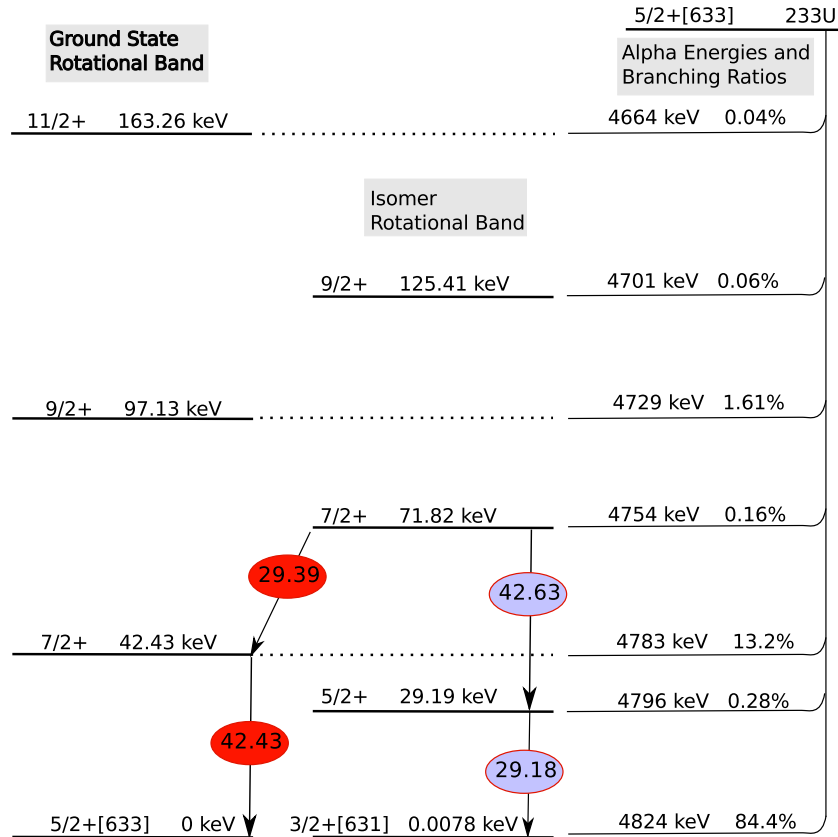 5/2+[633] 233U
Ground State
Rotational Band
Alpha Energies and
Branching Ratios
11/2+ 163.26 keV 4664 keV 0.04%
Isomer
Rotational Band
9/2+ 125.41 keV 4701 keV 0.06%
9/2+ 97.13 keV 4729 keV 1.61%
7/2+ 71.82 keV 4754 keV 0.16%
29.39
42.63
7/2+ 42.43 keV 4783 keV 13.2%
5/2+ 29.19 keV 4796 keV 0.28%
42.43
29.18
5/2+[633] 0 keV 3/2+[631] 0.0078 keV 4824 keV 84.4%